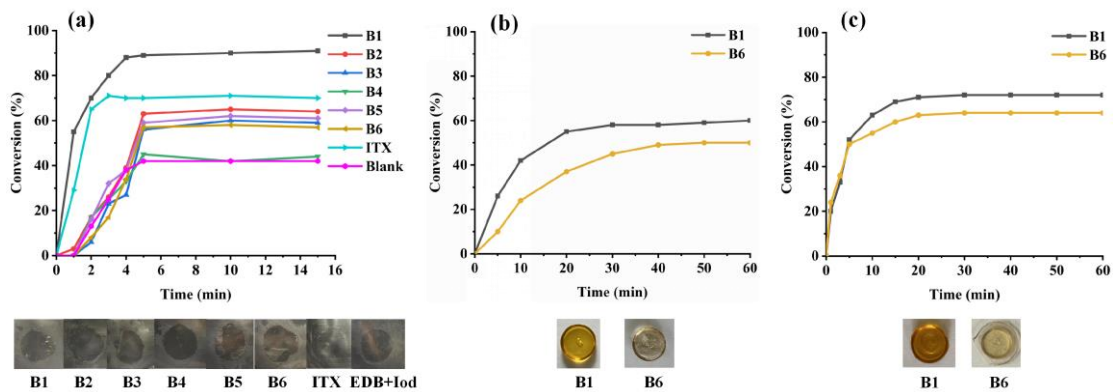 (a)
100
80
60
40
20
0
Conversion (%)
0 2 4 6 8 10 12 14 16
Time (min)
B1
B2
B3
B4
B5
B6
ITX
Blank
B1 B2 B3 B4 B5 B6 ITX EDB+Iod
(b)
100
80
60
40
20
0
Conversion (%)
0 10 20 30 40 50 60
Time (min)
B1
B6
B1 B6
(c)
100
80
60
40
20
0
Conversion (%)
0 10 20 30 40 50 60
Time (min)
B1
B6
B1 B6